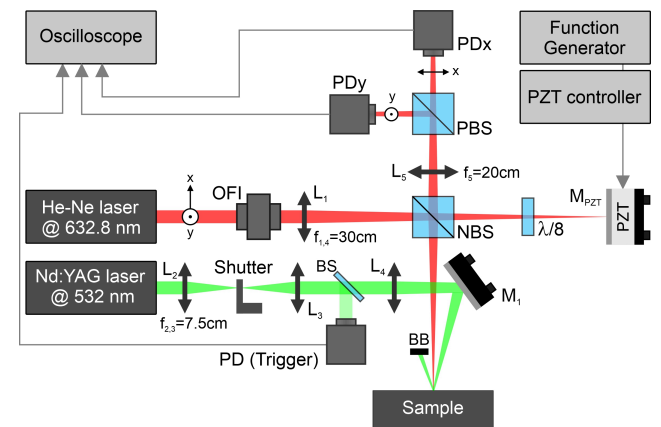 Oscilloscope
PDx
x
PDy
y
PBS
Function
Generator
PZT controller
L5
f5=20cm
x
y
OFI
L1
He-Ne laser
@ 632.8 nm
f1,4=30cm
NBS
λ/8
MPZT
PZT
Nd:YAG laser
@ 532 nm
L2
Shutter
BS
L4
L3
f2,3=7.5cm
M1
PD (Trigger)
BB
Sample